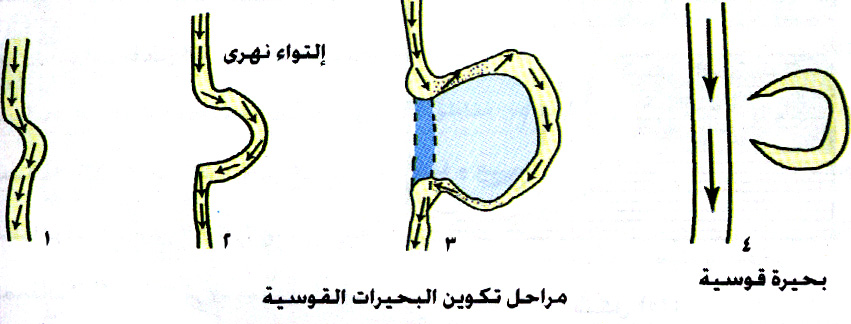 إلتواء نهرى
١
٢
٣
٤
بحيرة قوسية
مراحل تكوين البحيرات القوسية